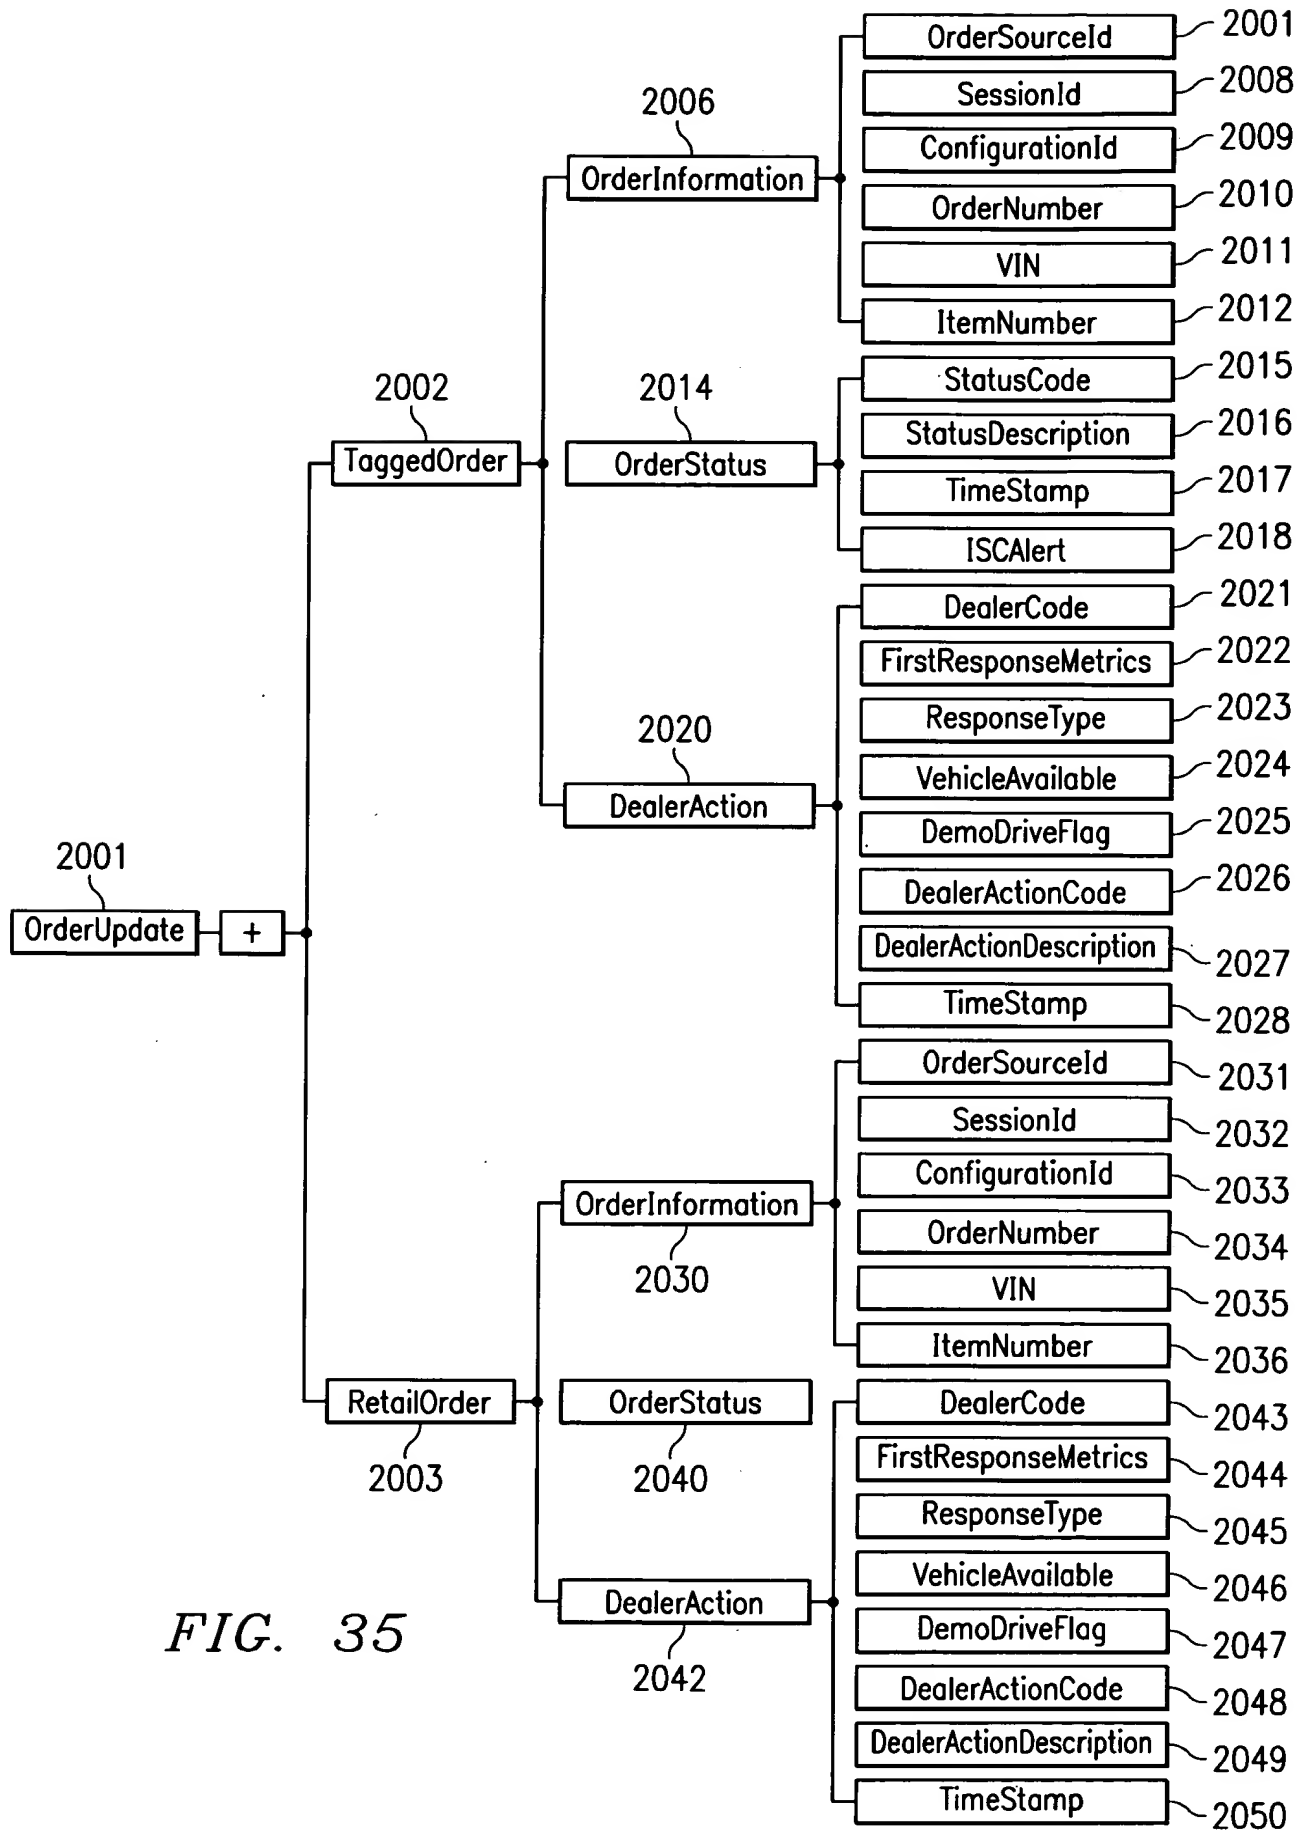 OrderSourceId 2001
SessionId 2008
2006
ConfigurationId 2009
OrderInformation
OrderNumber 2010
VIN 2011
ItemNumber 2012
2002
2014
StatusCode 2015
StatusDescription 2016
TaggedOrder
OrderStatus
TimeStamp 2017
ISCAlert 2018
DealerCode 2021
FirstResponseMetrics 2022
2020
ResponseType 2023
VehicleAvailable 2024
DealerAction
DemoDriveFlag 2025
2001
DealerActionCode 2026
OrderUpdate +
DealerActionDescription 2027
TimeStamp 2028
OrderSourceId 2031
SessionId 2032
ConfigurationId 2033
OrderInformation
OrderNumber 2034
2030
VIN 2035
ItemNumber 2036
RetailOrder
OrderStatus
DealerCode 2043
2003
2040
FirstResponseMetrics 2044
ResponseType 2045
VehicleAvailable 2046
DealerAction
DemoDriveFlag 2047
FIG. 35
2042
DealerActionCode 2048
DealerActionDescription 2049
TimeStamp 2050